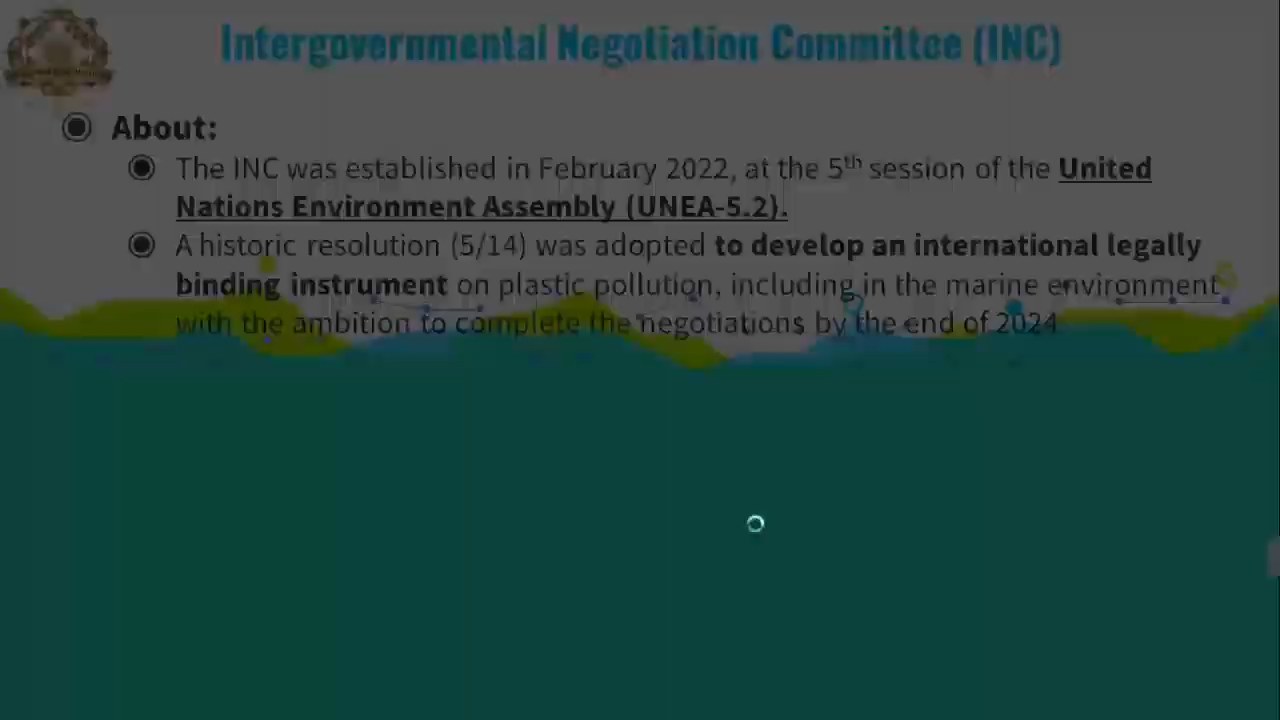 Intergovernmental Negotiation Committee (INC)
About:
The INC was established in February 2022, at the 5th session of the United
Nations Environment Assembly (UNEA-5.2).
A historic resolution (5/14) was adopted to develop an international legally
binding instrument on plastic pollution, including in the marine environment
with the ambition to complete the negotiations by the end of 2024